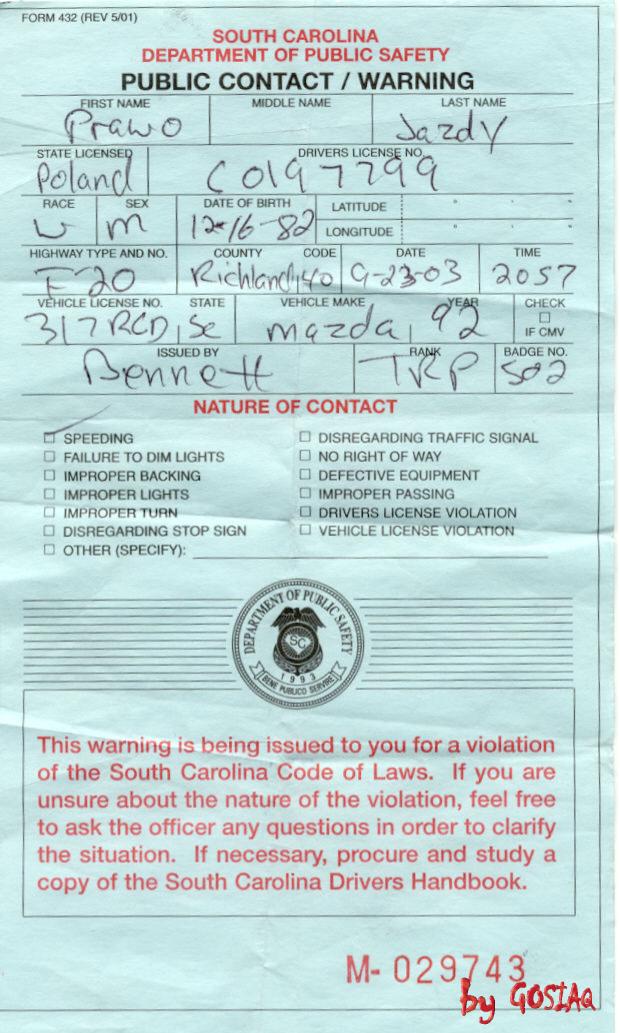 FORM 432 (REV 5/01)
SOUTH CAROLINA
DEPARTMENT OF PUBLIC SAFETY
PUBLIC CONTACT / WARNING
FIRST NAME MIDDLE NAME LAST NAME
Prawo Jazdy
STATE LICENSED DRIVERS LICENSE NO.
Poland C0197799
RACE SEX DATE OF BIRTH LATITUDE
W M 12-16-82 LONGITUDE
HIGHWAY TYPE AND NO. COUNTY CODE DATE TIME
I-20 Richland, 40 9-23-03 2057
VEHICLE LICENSE NO. STATE VEHICLE MAKE YEAR CHECK
317 RCD, SC mazda, 92 IF CMV
ISSUED BY RANK BADGE NO.
Bennett TRP 502
NATURE OF CONTACT
SPEEDING DISREGARDING TRAFFIC SIGNAL
FAILURE TO DIM LIGHTS NO RIGHT OF WAY
IMPROPER BACKING DEFECTIVE EQUIPMENT
IMPROPER LIGHTS IMPROPER PASSING
IMPROPER TURN DRIVERS LICENSE VIOLATION
DISREGARDING STOP SIGN VEHICLE LICENSE VIOLATION
OTHER (SPECIFY):
DEPARTMENT OF PUBLIC SAFETY
SC
1993
BENE PUBLICO SERVIRE
This warning is being issued to you for a violation
of the South Carolina Code of Laws. If you are
unsure about the nature of the violation, feel free
to ask the officer any questions in order to clarify
the situation. If necessary, procure and study a
copy of the South Carolina Drivers Handbook.
M- 029743
by GOSIAQ